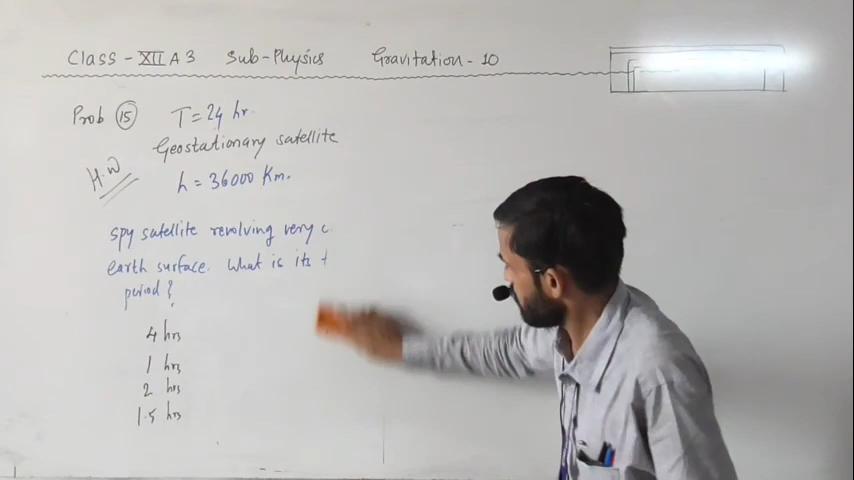 Class - XII A 3 Sub-Physics Gravitation - 10
Prob 15 T = 24 hr.
Geostationary satellite
H.W
h = 36000 Km.
spy satellite revolving very c
earth surface. What is its t
period?
4 hrs
1 hrs
2 hrs
1.5 hrs